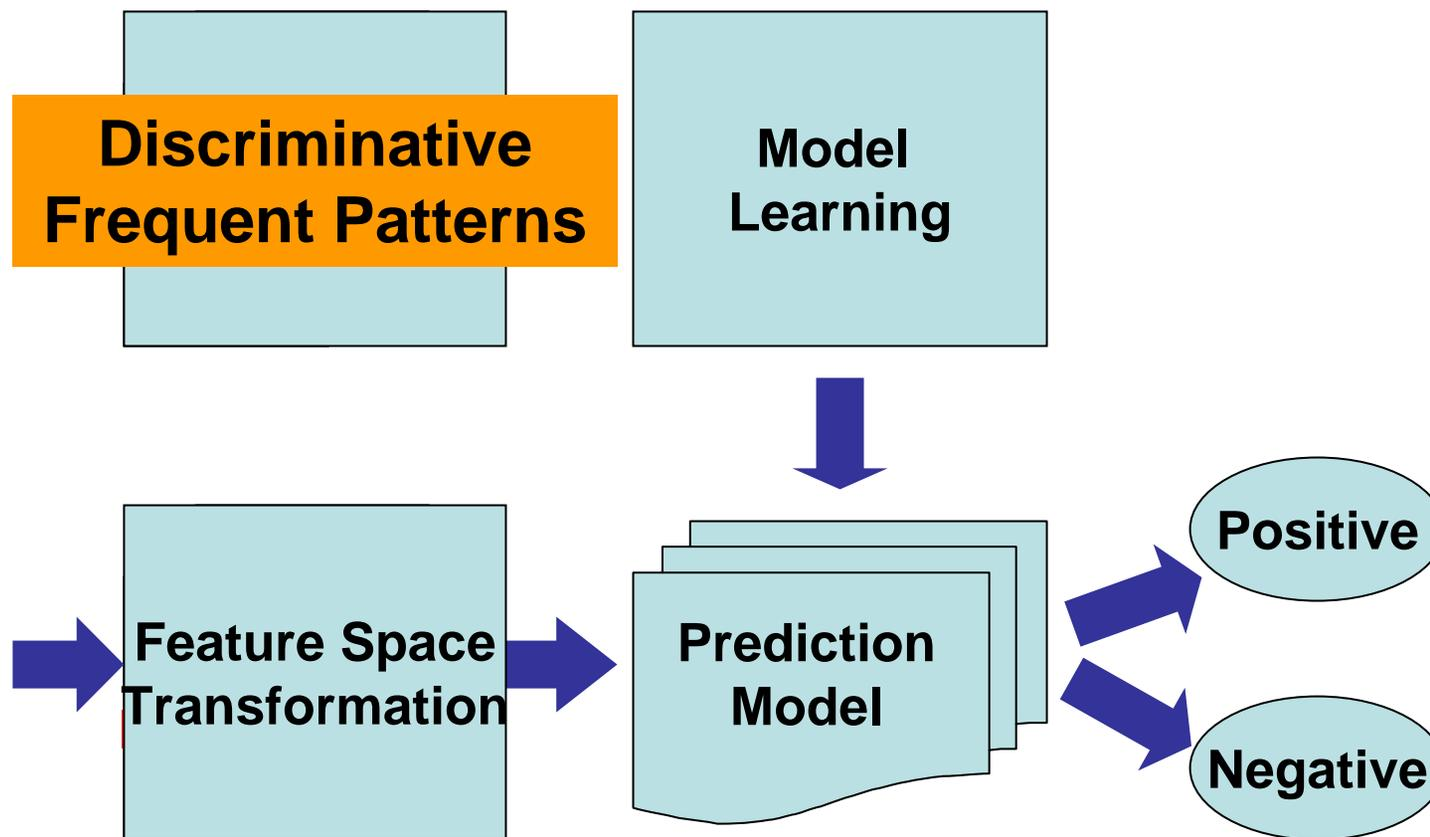 Discriminative
Frequent Patterns
Model
Learning
Feature Space
Transformation
Prediction
Model
Positive
Negative